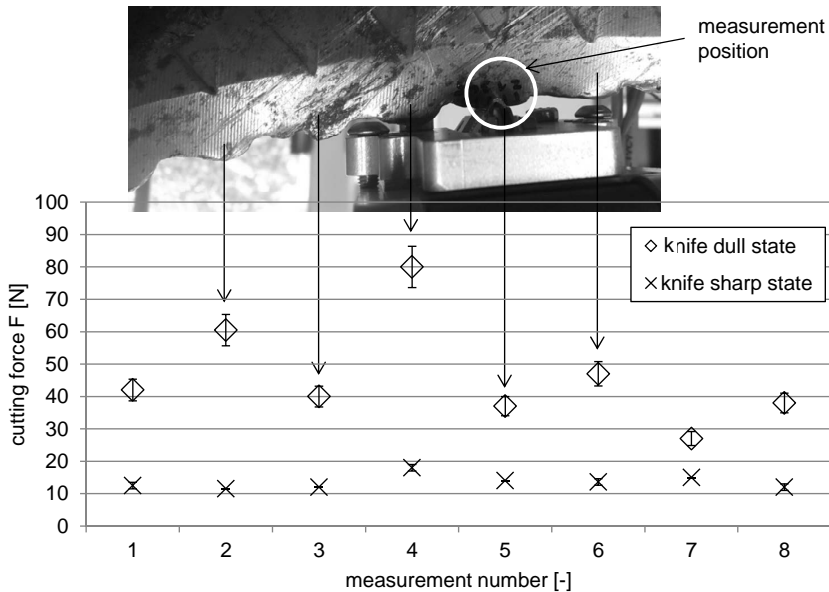 measurement
position
100
90
80
70
60
50
40
30
20
10
0
cutting force F [N]
knife dull state
knife sharp state
1 2 3 4 5 6 7 8
measurement number [-]